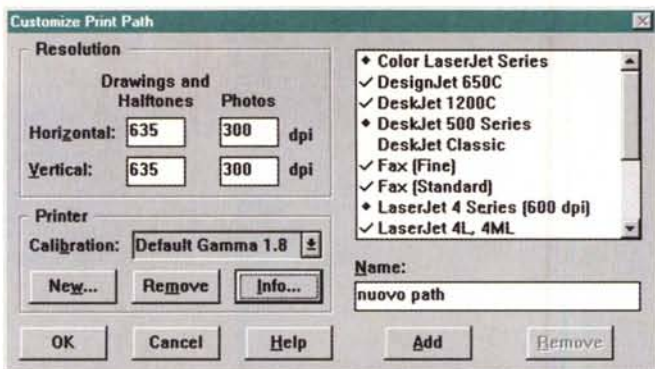 Customize Print Path
Resolution
Drawings and
Halftones Photos
Horizontal: 635 300 dpi
Vertical: 635 300 dpi
Printer
Calibration: Default Gamma 1.8
New... Remove Info...
OK Cancel Help
Color LaserJet Series
DesignJet 650C
DeskJet 1200C
DeskJet 500 Series
DeskJet Classic
Fax (Fine)
Fax (Standard)
LaserJet 4 Series (600 dpi)
LaserJet 4L, 4ML
Name:
nuovo path
Add Remove